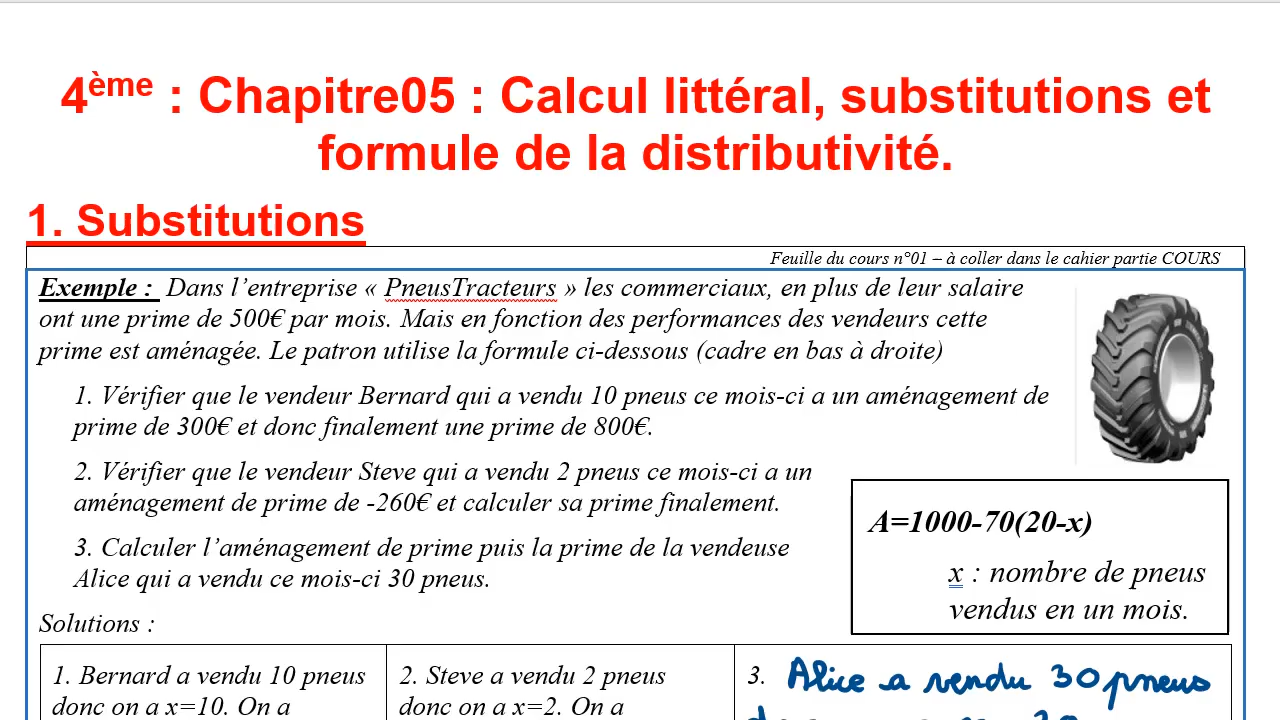 4ème : Chapitre05 : Calcul littéral, substitutions et
formule de la distributivité.
1. Substitutions
Feuille du cours n°01 – à coller dans le cahier partie COURS
Exemple : Dans l’entreprise « PneusTracteurs » les commerciaux, en plus de leur salaire
ont une prime de 500€ par mois. Mais en fonction des performances des vendeurs cette
prime est aménagée. Le patron utilise la formule ci-dessous (cadre en bas à droite)
1. Vérifier que le vendeur Bernard qui a vendu 10 pneus ce mois-ci a un aménagement de
prime de 300€ et donc finalement une prime de 800€.
2. Vérifier que le vendeur Steve qui a vendu 2 pneus ce mois-ci a un
aménagement de prime de -260€ et calculer sa prime finalement.
3. Calculer l’aménagement de prime puis la prime de la vendeuse
Alice qui a vendu ce mois-ci 30 pneus.
A=1000-70(20-x)
x : nombre de pneus
vendus en un mois.
Solutions :
1. Bernard a vendu 10 pneus
donc on a x=10. On a
2. Steve a vendu 2 pneus
donc on a x=2. On a
3. Alice a vendu 30 pneus